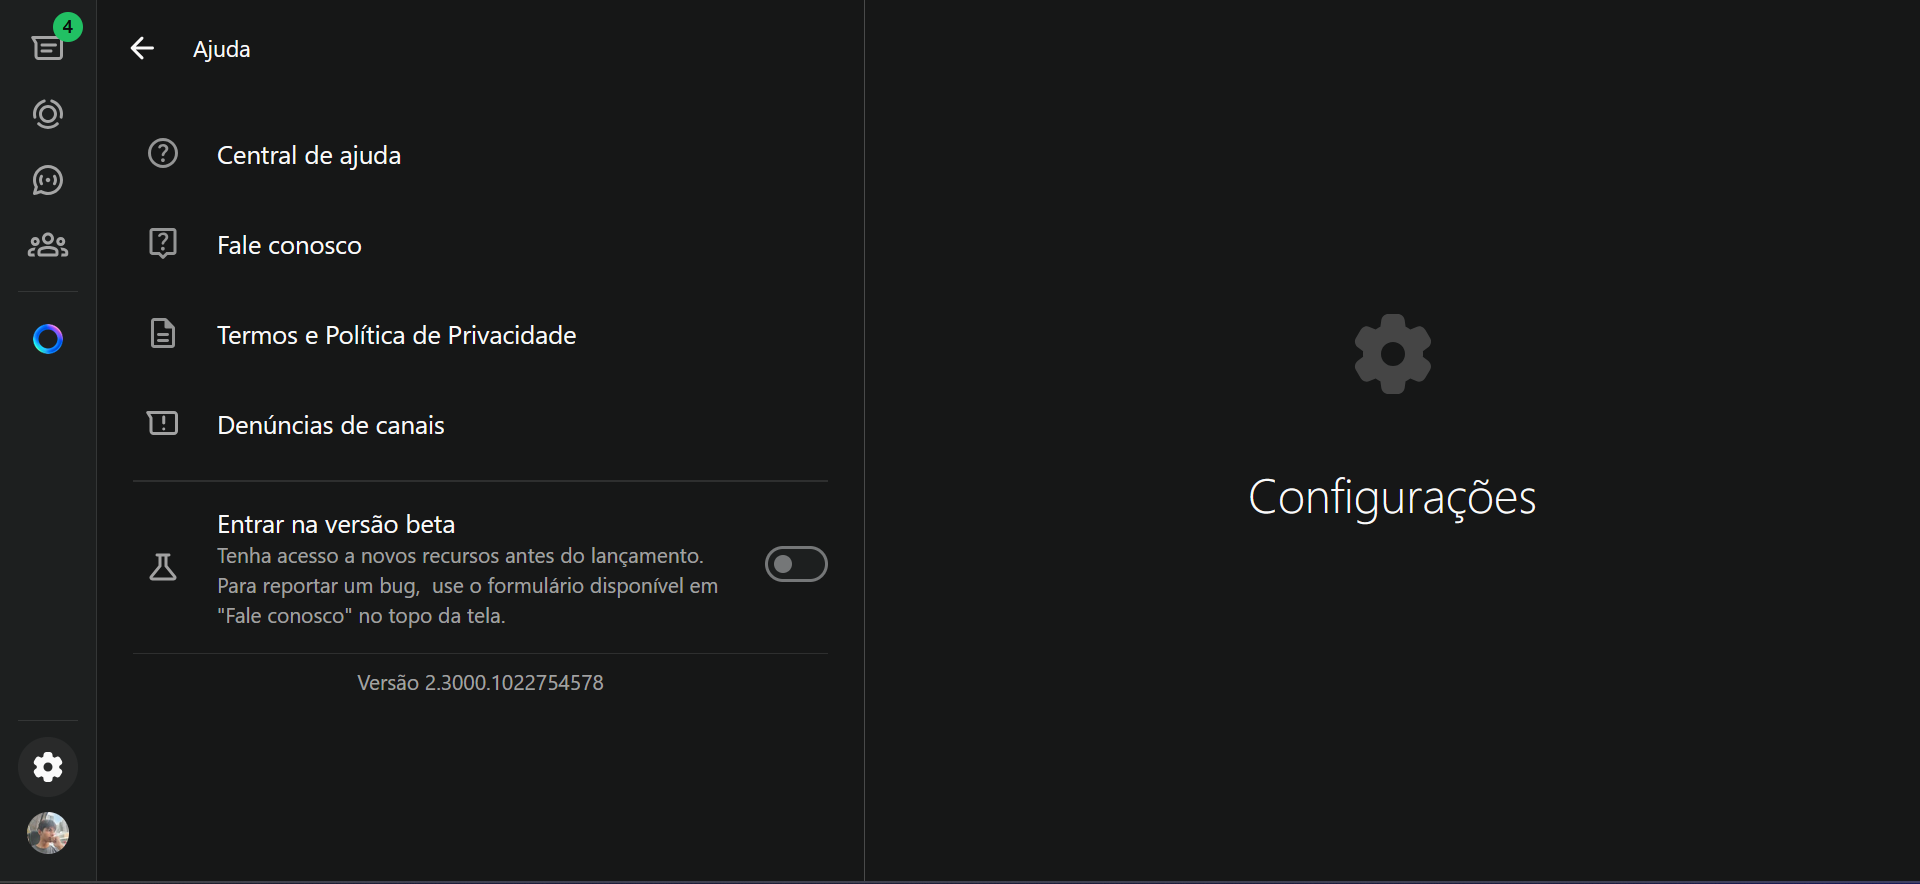 4
Ajuda
Central de ajuda
Fale conosco
Termos e Política de Privacidade
Denúncias de canais
Entrar na versão beta
Tenha acesso a novos recursos antes do lançamento.
Para reportar um bug,  use o formulário disponível em
"Fale conosco" no topo da tela.
Versão 2.3000.1022754578
Configurações